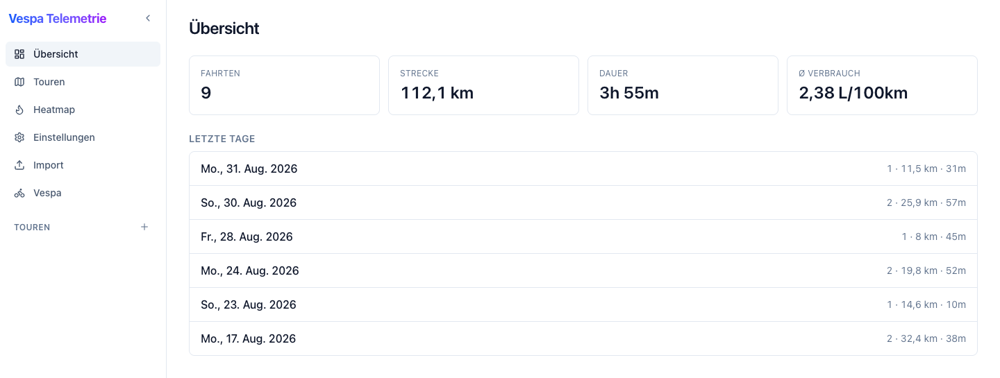 Vespa Telemetrie
Übersicht
Touren
Heatmap
Einstellungen
Import
Vespa
TOUREN
Übersicht
FAHRTEN
9
STRECKE
112,1 km
DAUER
3h 55m
Ø VERBRAUCH
2,38 L/100km
LETZTE TAGE
Mo., 31. Aug. 2026 1 · 11,5 km · 31m
So., 30. Aug. 2026 2 · 25,9 km · 57m
Fr., 28. Aug. 2026 1 · 8 km · 45m
Mo., 24. Aug. 2026 2 · 19,8 km · 52m
So., 23. Aug. 2026 1 · 14,6 km · 10m
Mo., 17. Aug. 2026 2 · 32,4 km · 38m